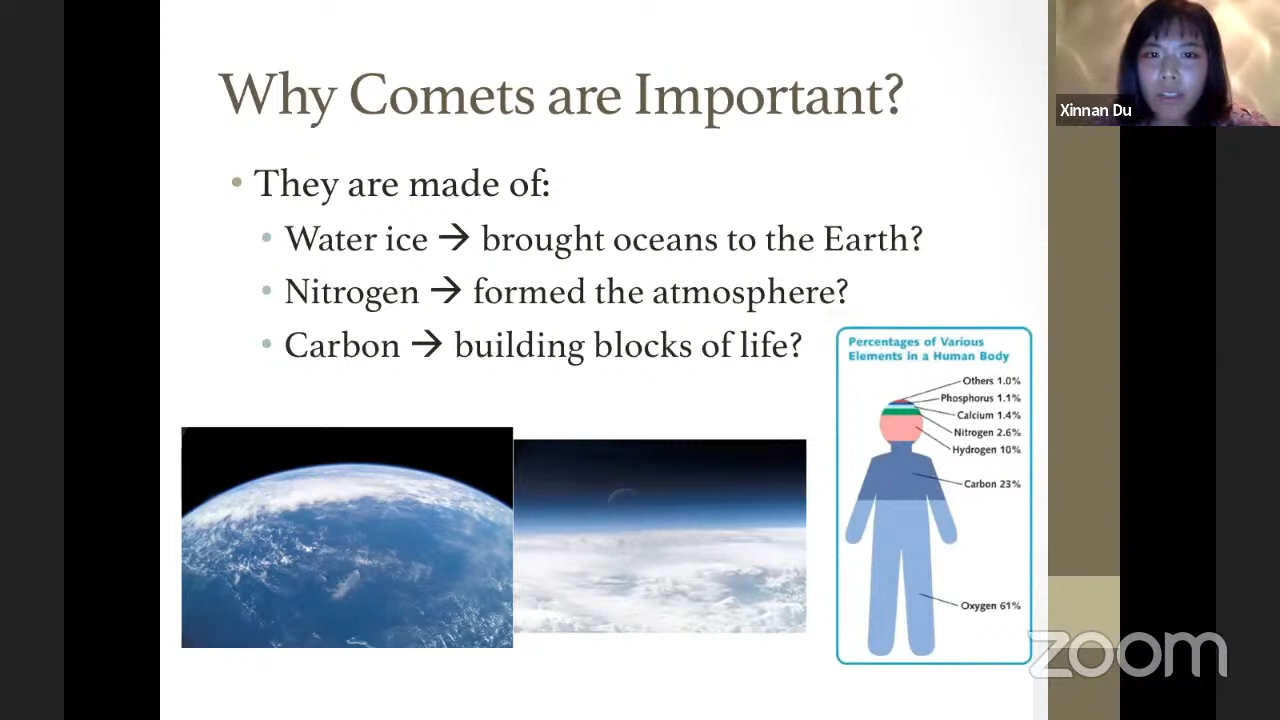 Why Comets are Important?
Xinnan Du
• They are made of:
• Water ice → brought oceans to the Earth?
• Nitrogen → formed the atmosphere?
• Carbon → building blocks of life?
Percentages of Various
Elements in a Human Body
Others 1.0%
Phosphorus 1.1%
Calcium 1.4%
Nitrogen 2.6%
Hydrogen 10%
Carbon 23%
Oxygen 61%
zoom